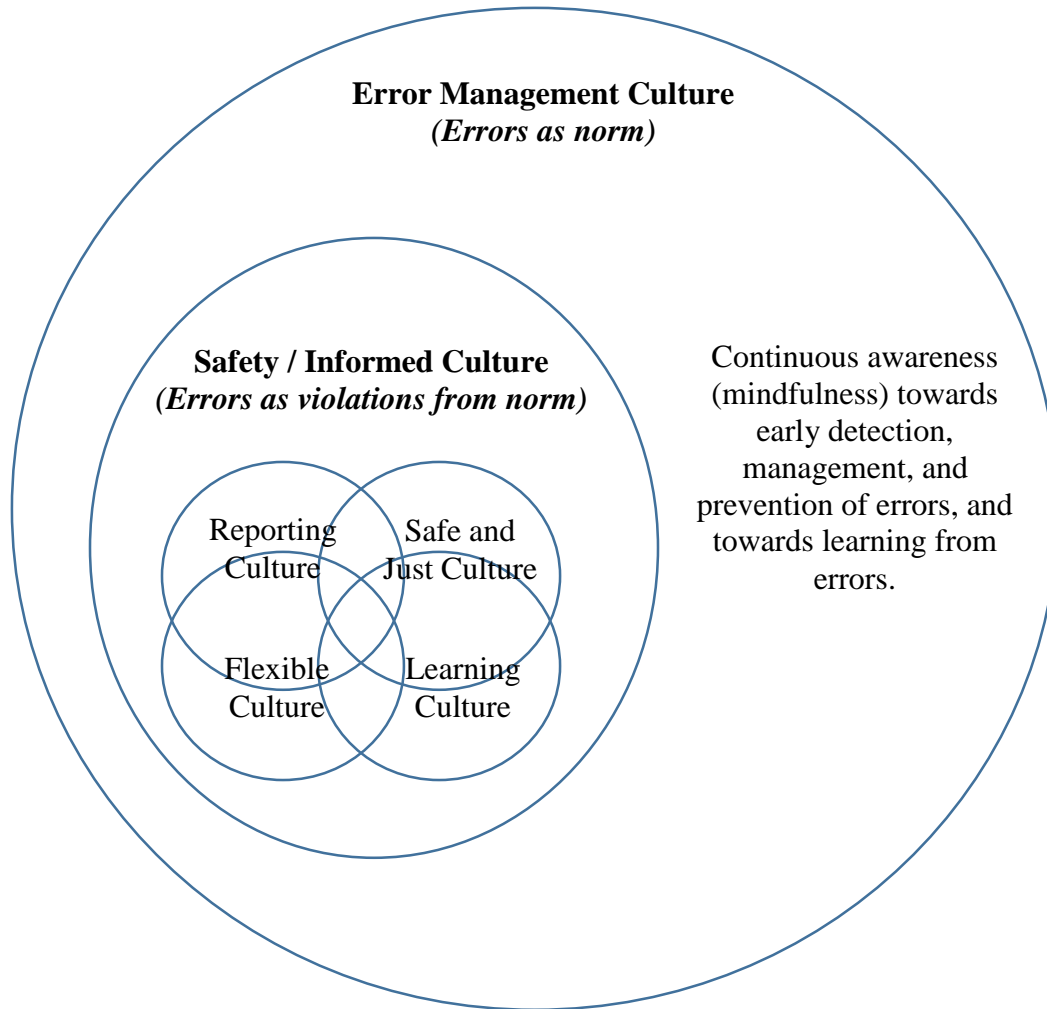 Error Management Culture
(Errors as norm)
Safety / Informed Culture
(Errors as violations from norm)
Continuous awareness
(mindfulness) towards
early detection,
management, and
prevention of errors, and
towards learning from
errors.
Reporting
Culture
Safe and
Just Culture
Flexible
Culture
Learning
Culture